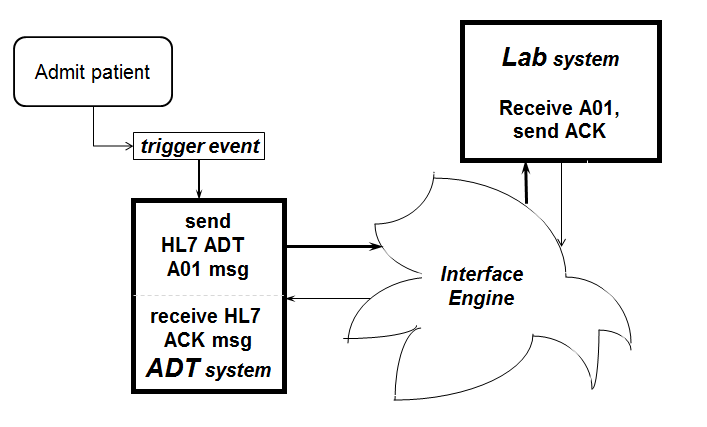 Admit patient
trigger event
send
HL7 ADT
A01 msg
receive HL7
ACK msg
ADT system
Interface
Engine
Lab system
Receive A01,
send ACK